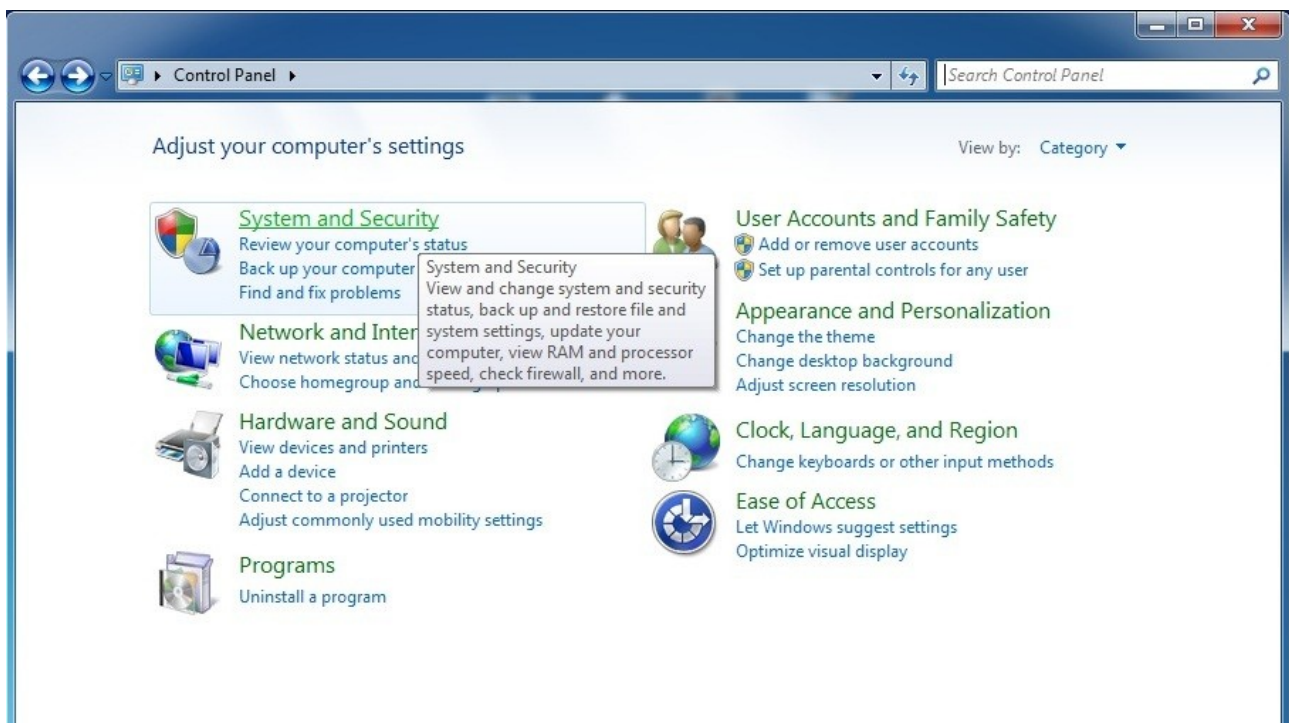 Control Panel
Search Control Panel
Adjust your computer's settings
View by: Category
System and Security
Review your computer's status
Back up your computer
Find and fix problems
System and Security
View and change system and security
status, back up and restore file and
system settings, update your
computer, view RAM and processor
speed, check firewall, and more.
Network and
View network status
Choose homegroup
Hardware and Sound
View devices and printers
Add a device
Connect to a projector
Adjust commonly used mobility settings
Programs
Uninstall a program
User Accounts and Family Safety
Add or remove user accounts
Set up parental controls for any user
Appearance and Personalization
Change the theme
Change desktop background
Adjust screen resolution
Clock, Language, and Region
Change keyboards or other input methods
Ease of Access
Let Windows suggest settings
Optimize visual display